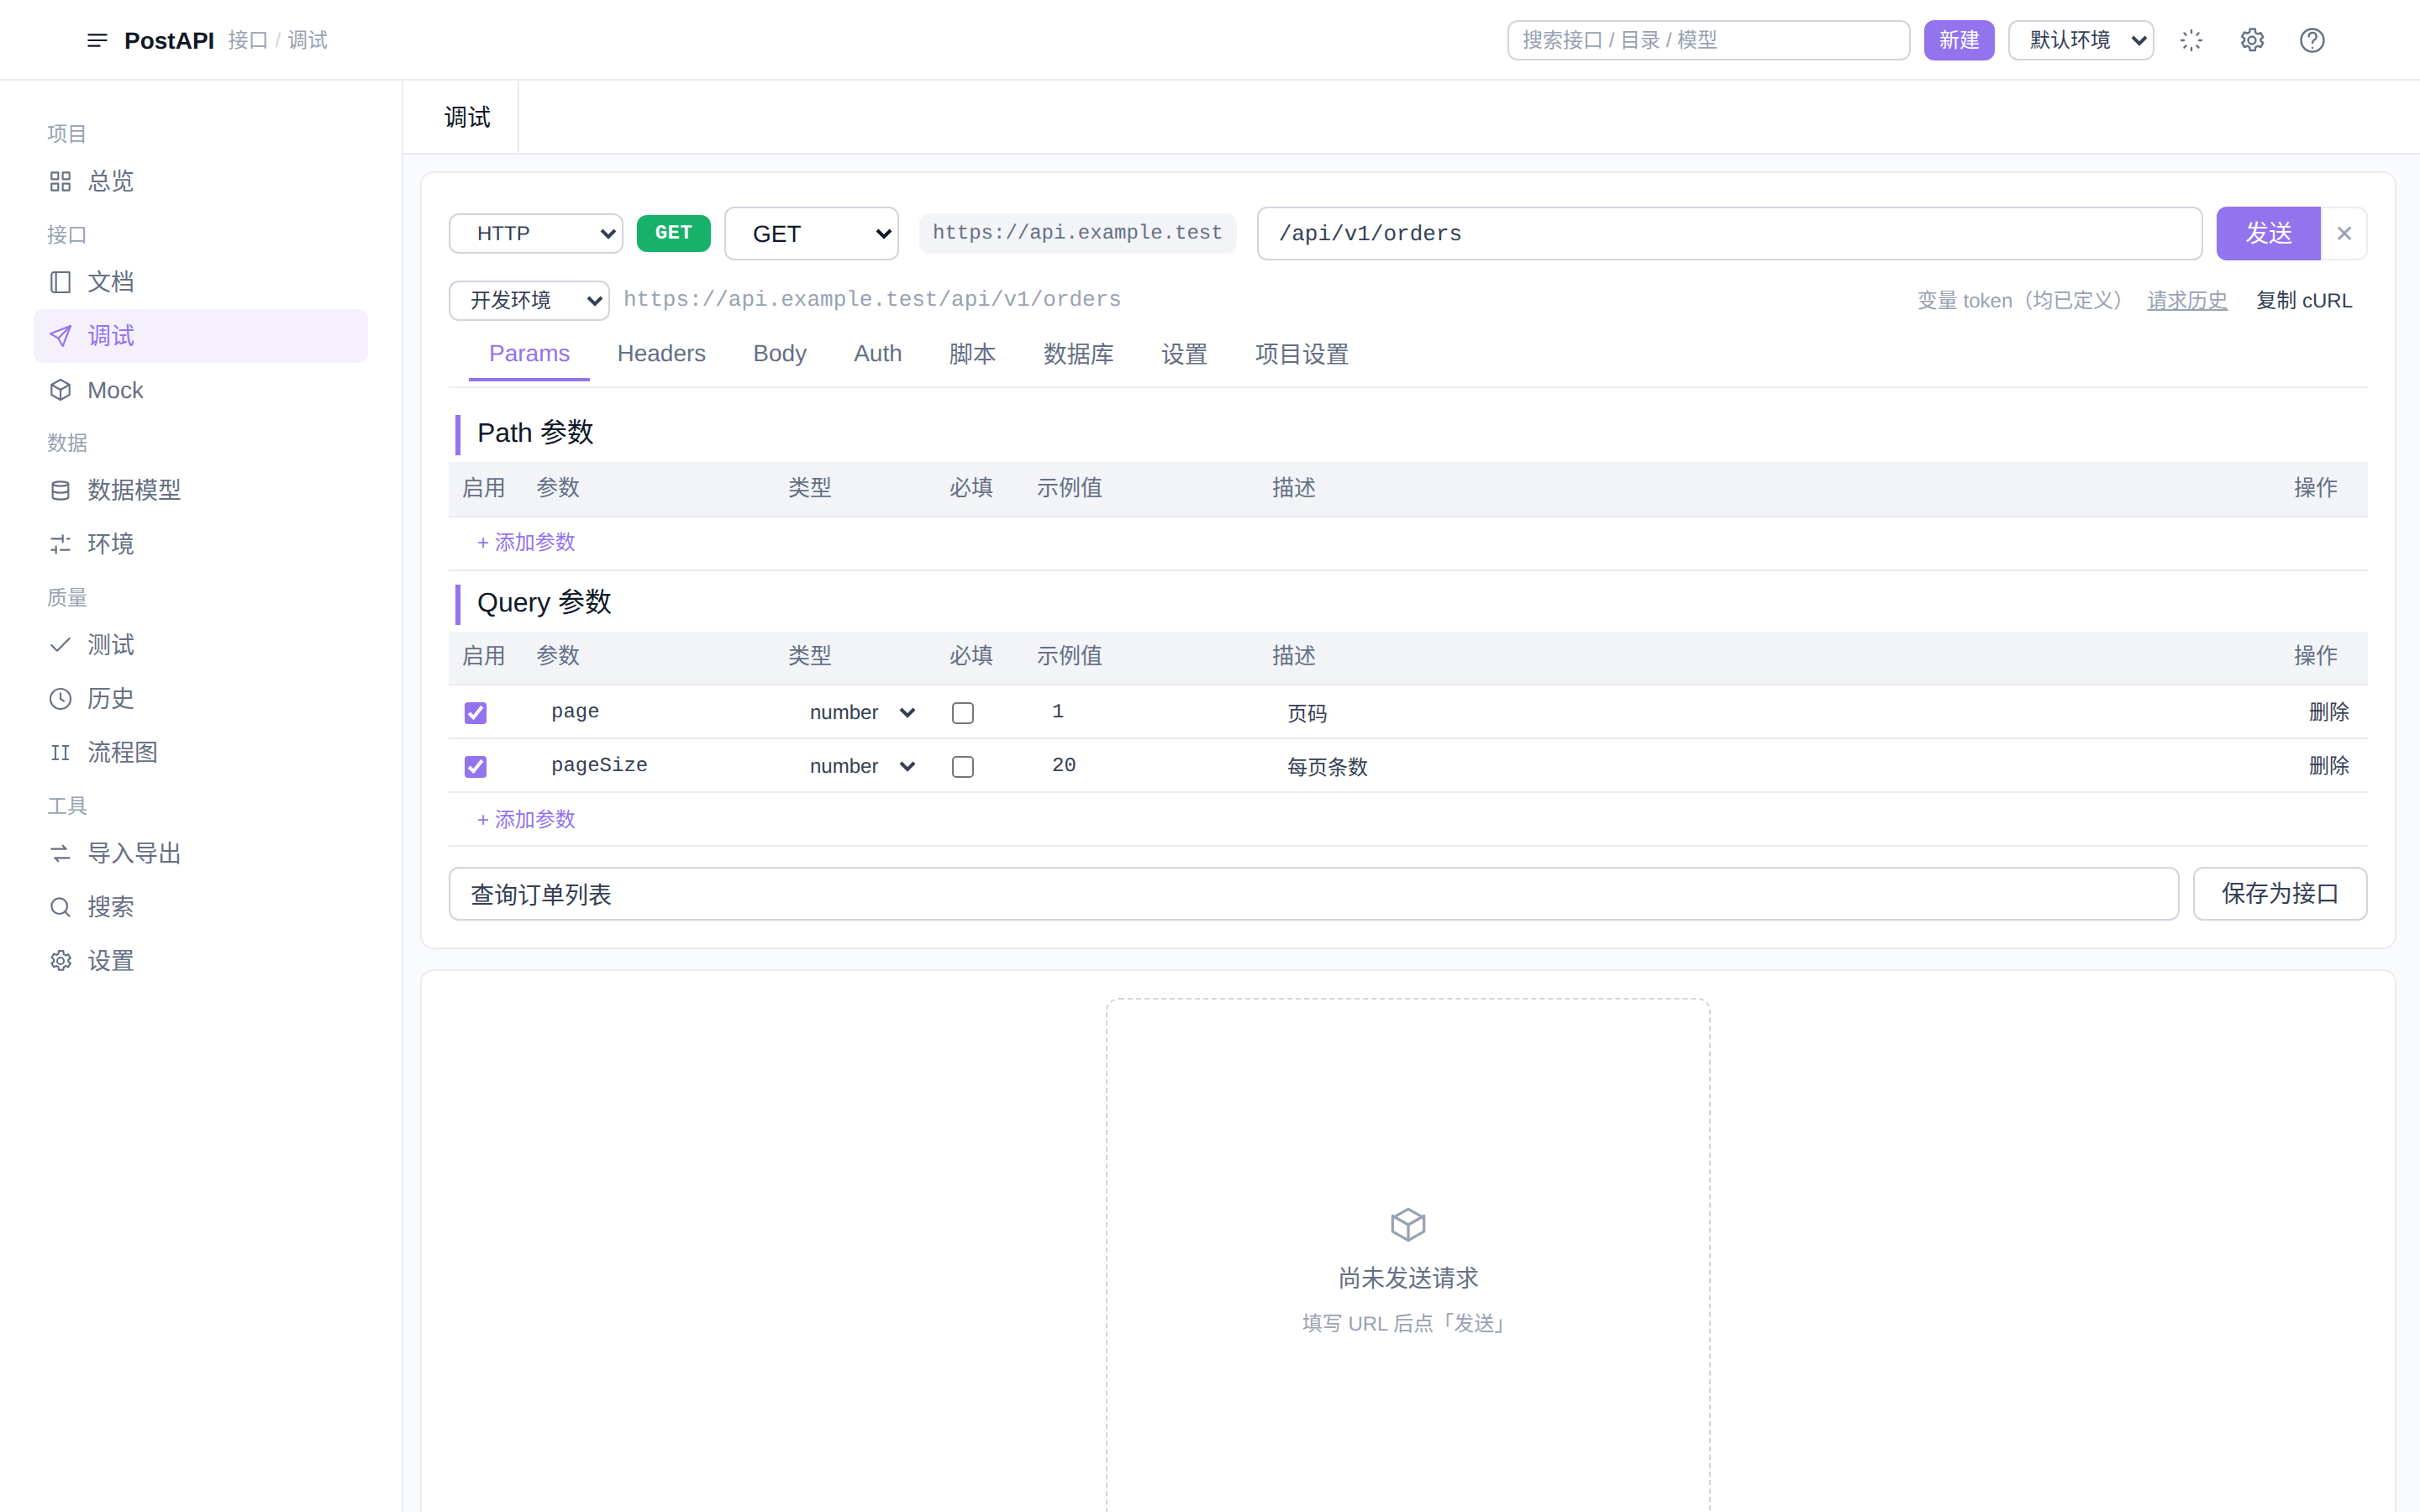 PostAPI 接口 / 调试
搜索接口 / 目录 / 模型 新建 默认环境
项目
总览
接口
文档
调试
Mock
数据
数据模型
环境
质量
测试
历史
流程图
工具
导入导出
搜索
设置
调试
HTTP GET GET https://api.example.test /api/v1/orders 发送 ✕
开发环境 https://api.example.test/api/v1/orders 变量 token（均已定义） 请求历史 复制 cURL
Params Headers Body Auth 脚本 数据库 设置 项目设置
Path 参数
启用 参数 类型 必填 示例值 描述 操作
+ 添加参数
Query 参数
启用 参数 类型 必填 示例值 描述 操作
page number 1 页码 删除
pageSize number 20 每页条数 删除
+ 添加参数
查询订单列表 保存为接口
尚未发送请求
填写 URL 后点「发送」